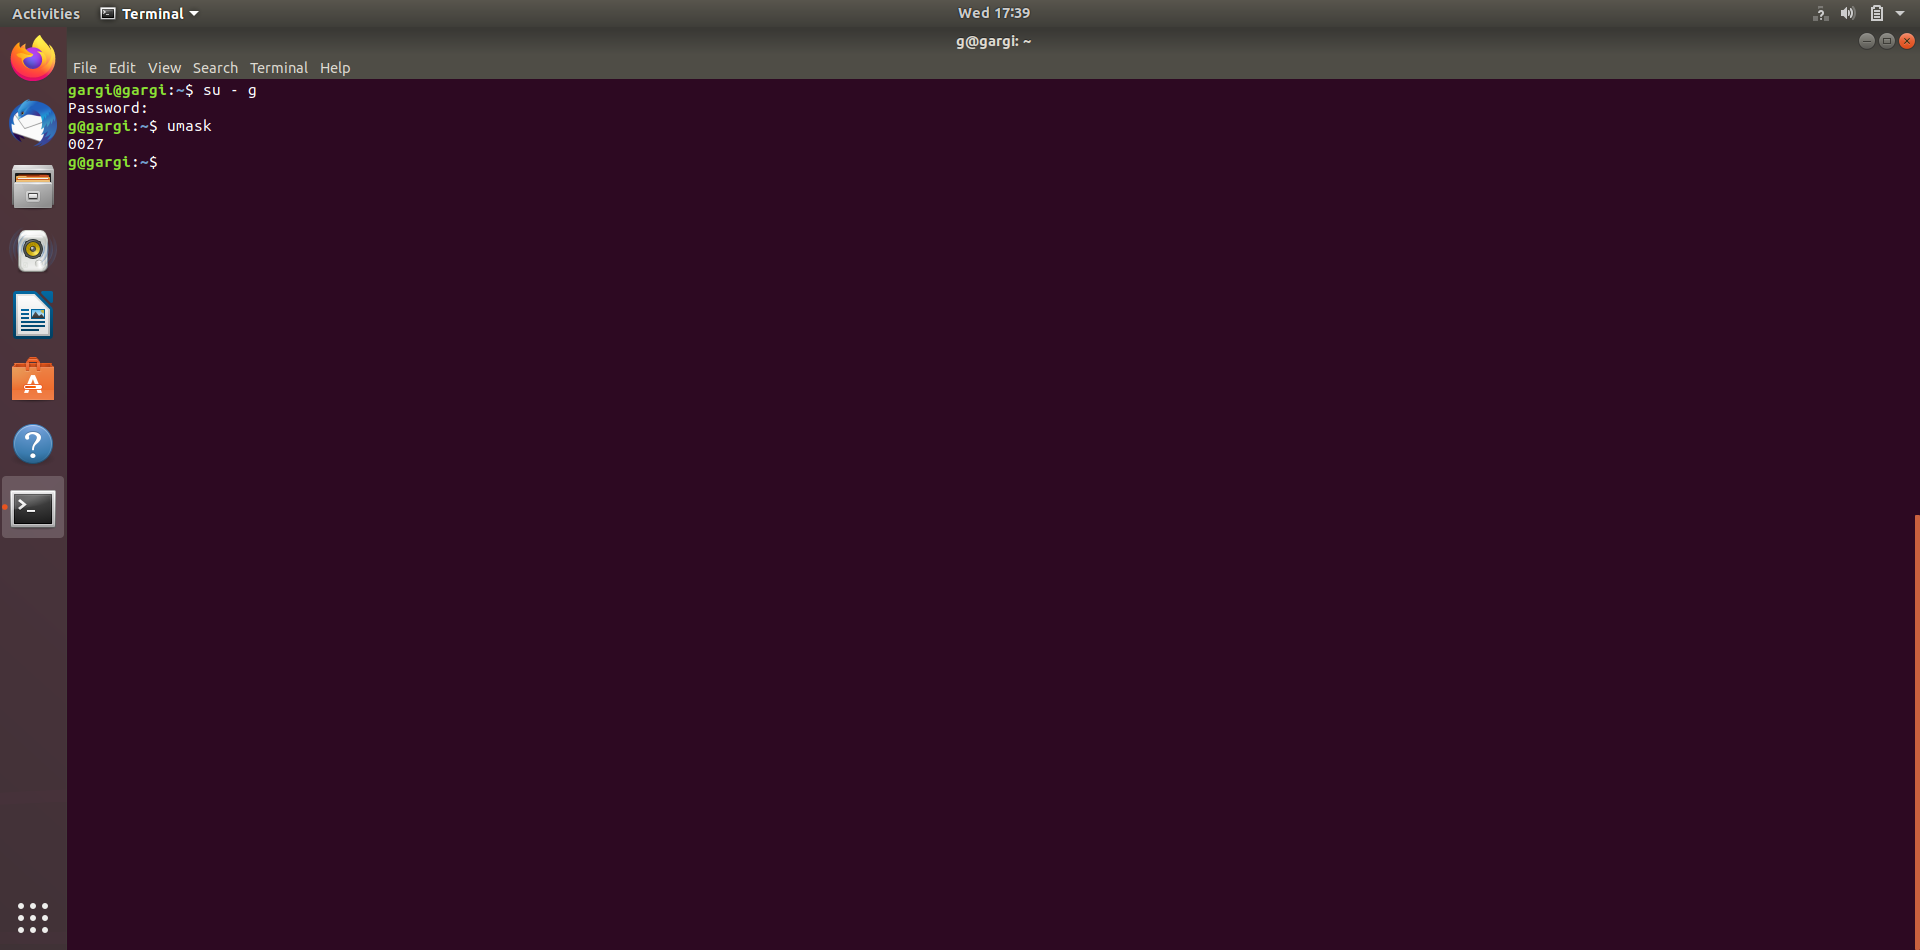 Activities Terminal Wed 17:39
g@gargi: ~
File Edit View Search Terminal Help
gargi@gargi:~$ su - g
Password:
g@gargi:~$ umask
0027
g@gargi:~$